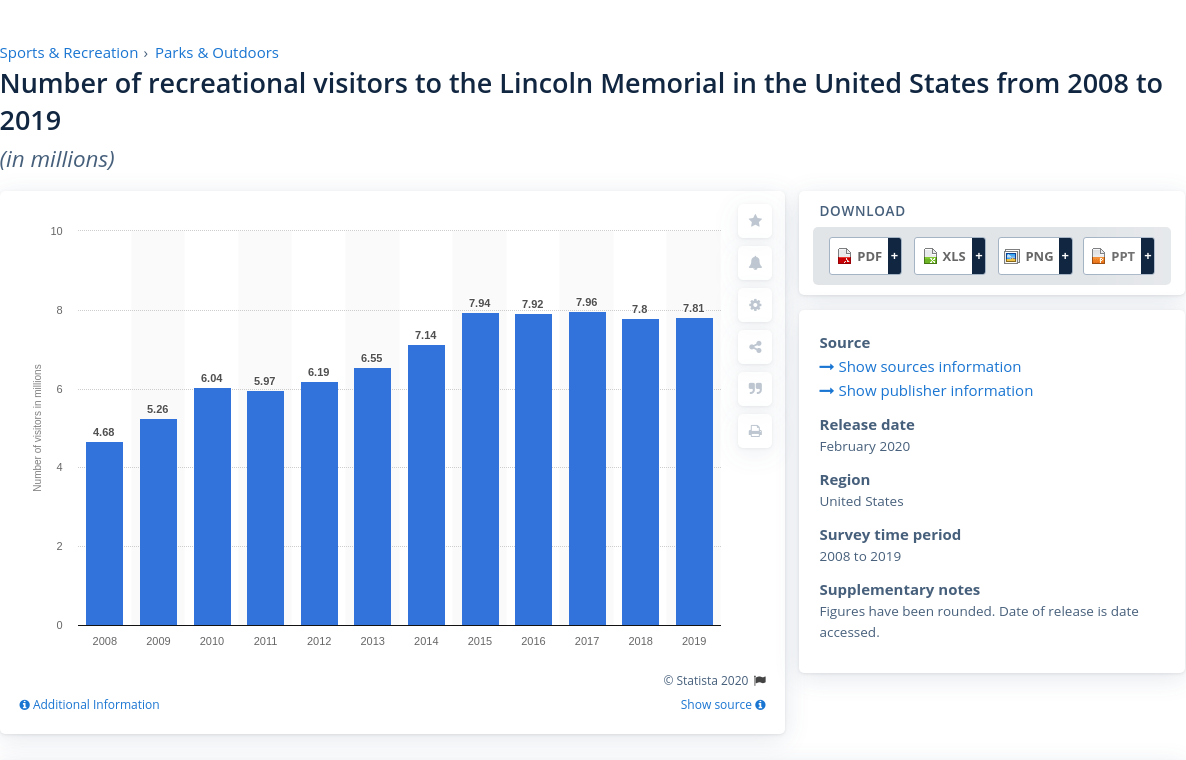 Sports & Recreation › Parks & Outdoors
Number of recreational visitors to the Lincoln Memorial in the United States from 2008 to
2019
(in millions)
DOWNLOAD
PDF + XLS + PNG + PPT +
Number of visitors in millions
10
8
6
4
2
0
4.68
5.26
6.04
5.97
6.19
6.55
7.14
7.94
7.92
7.96
7.8
7.81
2008 2009 2010 2011 2012 2013 2014 2015 2016 2017 2018 2019
© Statista 2020
Additional Information
Show source
Source
Show sources information
Show publisher information
Release date
February 2020
Region
United States
Survey time period
2008 to 2019
Supplementary notes
Figures have been rounded. Date of release is date
accessed.